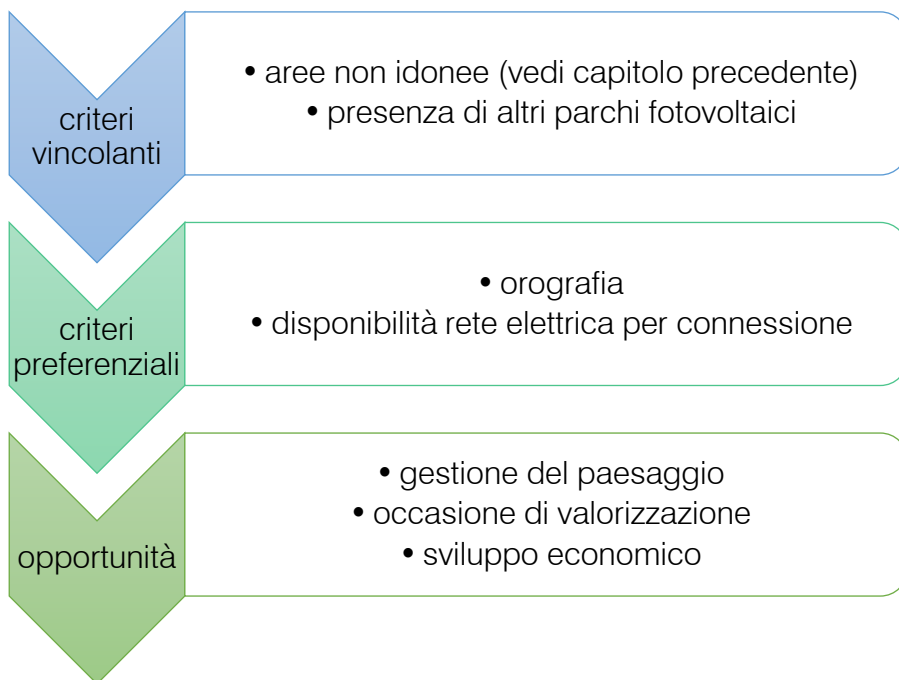 criteri
vincolanti
• aree non idonee (vedi capitolo precedente)
• presenza di altri parchi fotovoltaici
criteri
preferenziali
• orografia
• disponibilità rete elettrica per connessione
opportunità
• gestione del paesaggio
• occasione di valorizzazione
• sviluppo economico